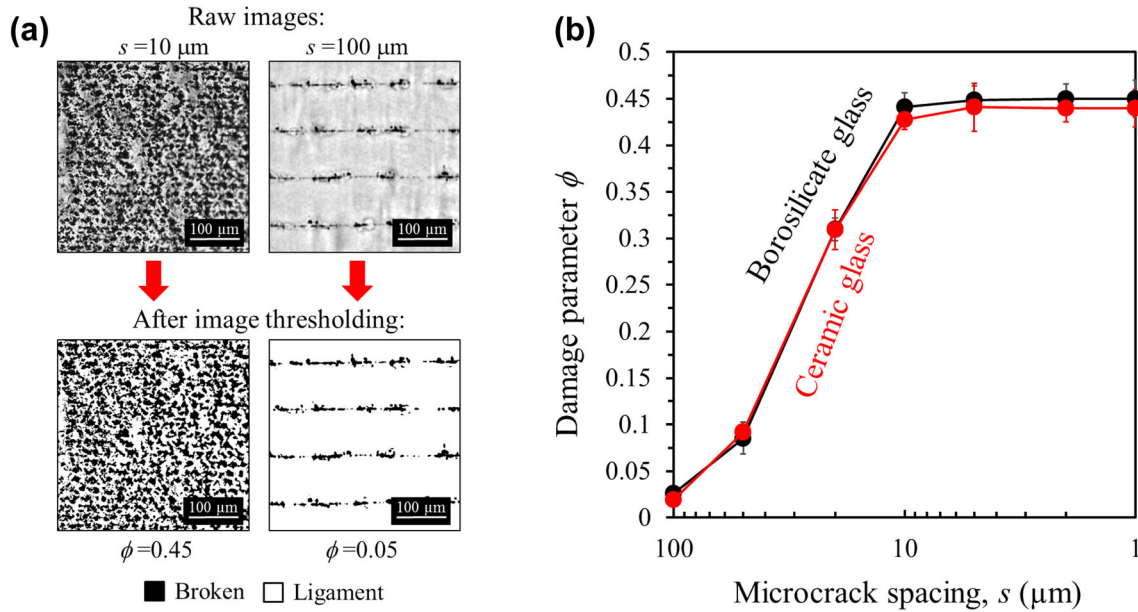 (a)
Raw images:
s =10 μm
s =100 μm
100 μm
100 μm
After image thresholding:
100 μm
100 μm
ϕ=0.45
ϕ=0.05
Broken
Ligament
(b)
0.5
0.45
0.4
0.35
0.3
0.25
0.2
0.15
0.1
0.05
0
Damage parameter ϕ
Borosilicate glass
Ceramic glass
100
10
1
Microcrack spacing, s (μm)